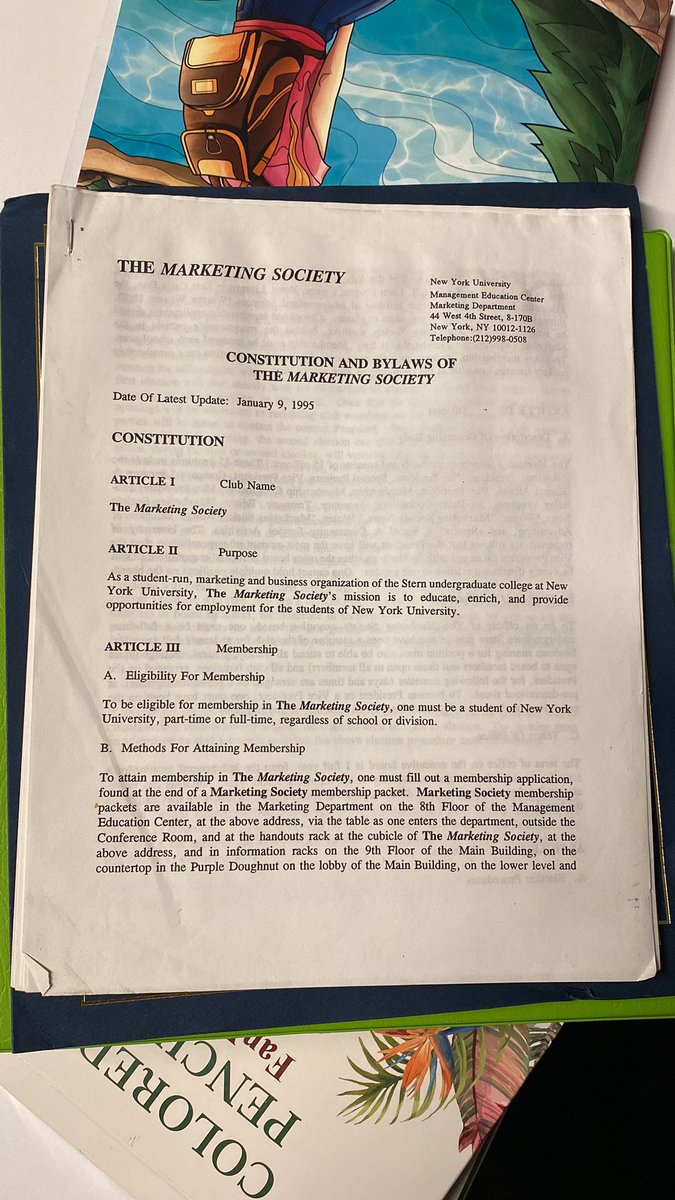 THE MARKETING SOCIETY
New York University
Management Education Center
Marketing Department
44 West 4th Street, 8-170B
New York, NY 10012-1126
Telephone:(212)998-0508
CONSTITUTION AND BYLAWS OF
THE MARKETING SOCIETY
Date Of Latest Update: January 9, 1995
CONSTITUTION
ARTICLE I Club Name
The Marketing Society
ARTICLE II Purpose
As a student-run, marketing and business organization of the Stern undergraduate college at New
York University, The Marketing Society's mission is to educate, enrich, and provide
opportunities for employment for the students of New York University.
ARTICLE III Membership
A. Eligibility For Membership
To be eligible for membership in The Marketing Society, one must be a student of New York
University, part-time or full-time, regardless of school or division.
B. Methods For Attaining Membership
To attain membership in The Marketing Society, one must fill out a membership application,
found at the end of a Marketing Society membership packet. Marketing Society membership
packets are available in the Marketing Department on the 8th Floor of the Management
Education Center, at the above address, via the table as one enters the department, outside the
Conference Room, and at the handouts rack at the cubicle of The Marketing Society, at the
above address, and in information racks on the 9th Floor of the Main Building, on the
countertop in the Purple Doughnut on the lobby of the Main Building, on the lower level and
COLORED